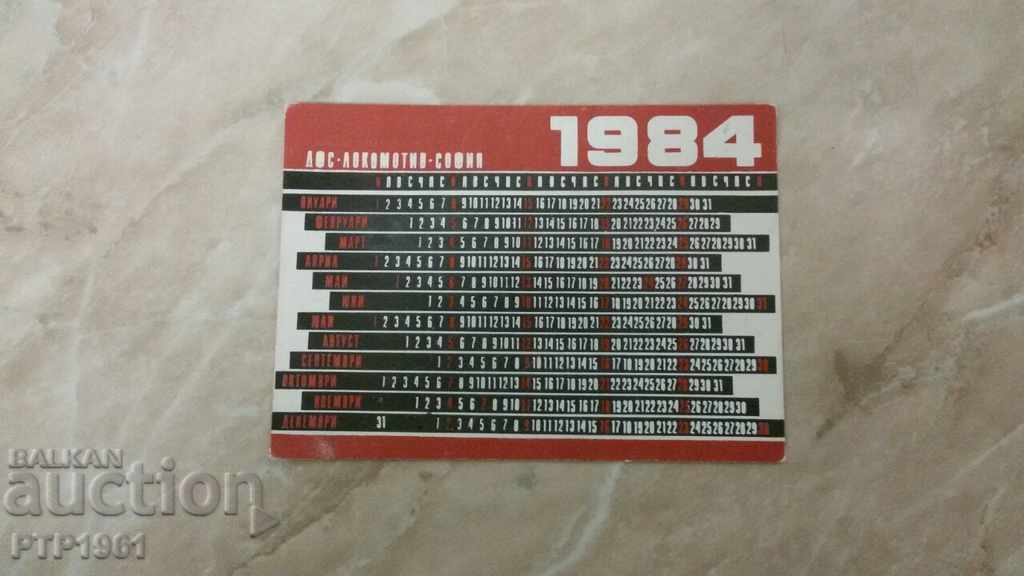 1984
ДФС·ЛОКОМОТИВ·СОФИЯ
Н П В С Ч П С Н П В С Ч П С Н П В С Ч П С Н П В С Ч П С Н П В С Ч П С Н
ЯНУАРИ 1 2 3 4 5 6 7 8 9 10 11 12 13 14 15 16 17 18 19 20 21 22 23 24 25 26 27 28 29 30 31
ФЕВРУАРИ 1 2 3 4 5 6 7 8 9 10 11 12 13 14 15 16 17 18 19 20 21 22 23 24 25 26 27 28 29
МАРТ 1 2 3 4 5 6 7 8 9 10 11 12 13 14 15 16 17 18 19 20 21 22 23 24 25 26 27 28 29 30 31
АПРИЛ 1 2 3 4 5 6 7 8 9 10 11 12 13 14 15 16 17 18 19 20 21 22 23 24 25 26 27 28 29 30
МАЙ 1 2 3 4 5 6 7 8 9 10 11 12 13 14 15 16 17 18 19 20 21 22 23 24 25 26 27 28 29 30 31
ЮНИ 1 2 3 4 5 6 7 8 9 10 11 12 13 14 15 16 17 18 19 20 21 22 23 24 25 26 27 28 29 30 31
ЮЛИ 1 2 3 4 5 6 7 8 9 10 11 12 13 14 15 16 17 18 19 20 21 22 23 24 25 26 27 28 29 30 31
АВГУСТ 1 2 3 4 5 6 7 8 9 10 11 12 13 14 15 16 17 18 19 20 21 22 23 24 25 26 27 28 29 30 31
СЕПТЕМВРИ 1 2 3 4 5 6 7 8 9 10 11 12 13 14 15 16 17 18 19 20 21 22 23 24 25 26 27 28 29 30
ОКТОМВРИ 1 2 3 4 5 6 7 8 9 10 11 12 13 14 15 16 17 18 19 20 21 22 23 24 25 26 27 28 29 30 31
НОЕМВРИ 1 2 3 4 5 6 7 8 9 10 11 12 13 14 15 16 17 18 19 20 21 22 23 24 25 26 27 28 29 30
ДЕКЕМВРИ 31 1 2 3 4 5 6 7 8 9 10 11 12 13 14 15 16 17 18 19 20 21 22 23 24 25 26 27 28 29 30
BALKAN
auction
PTP1961